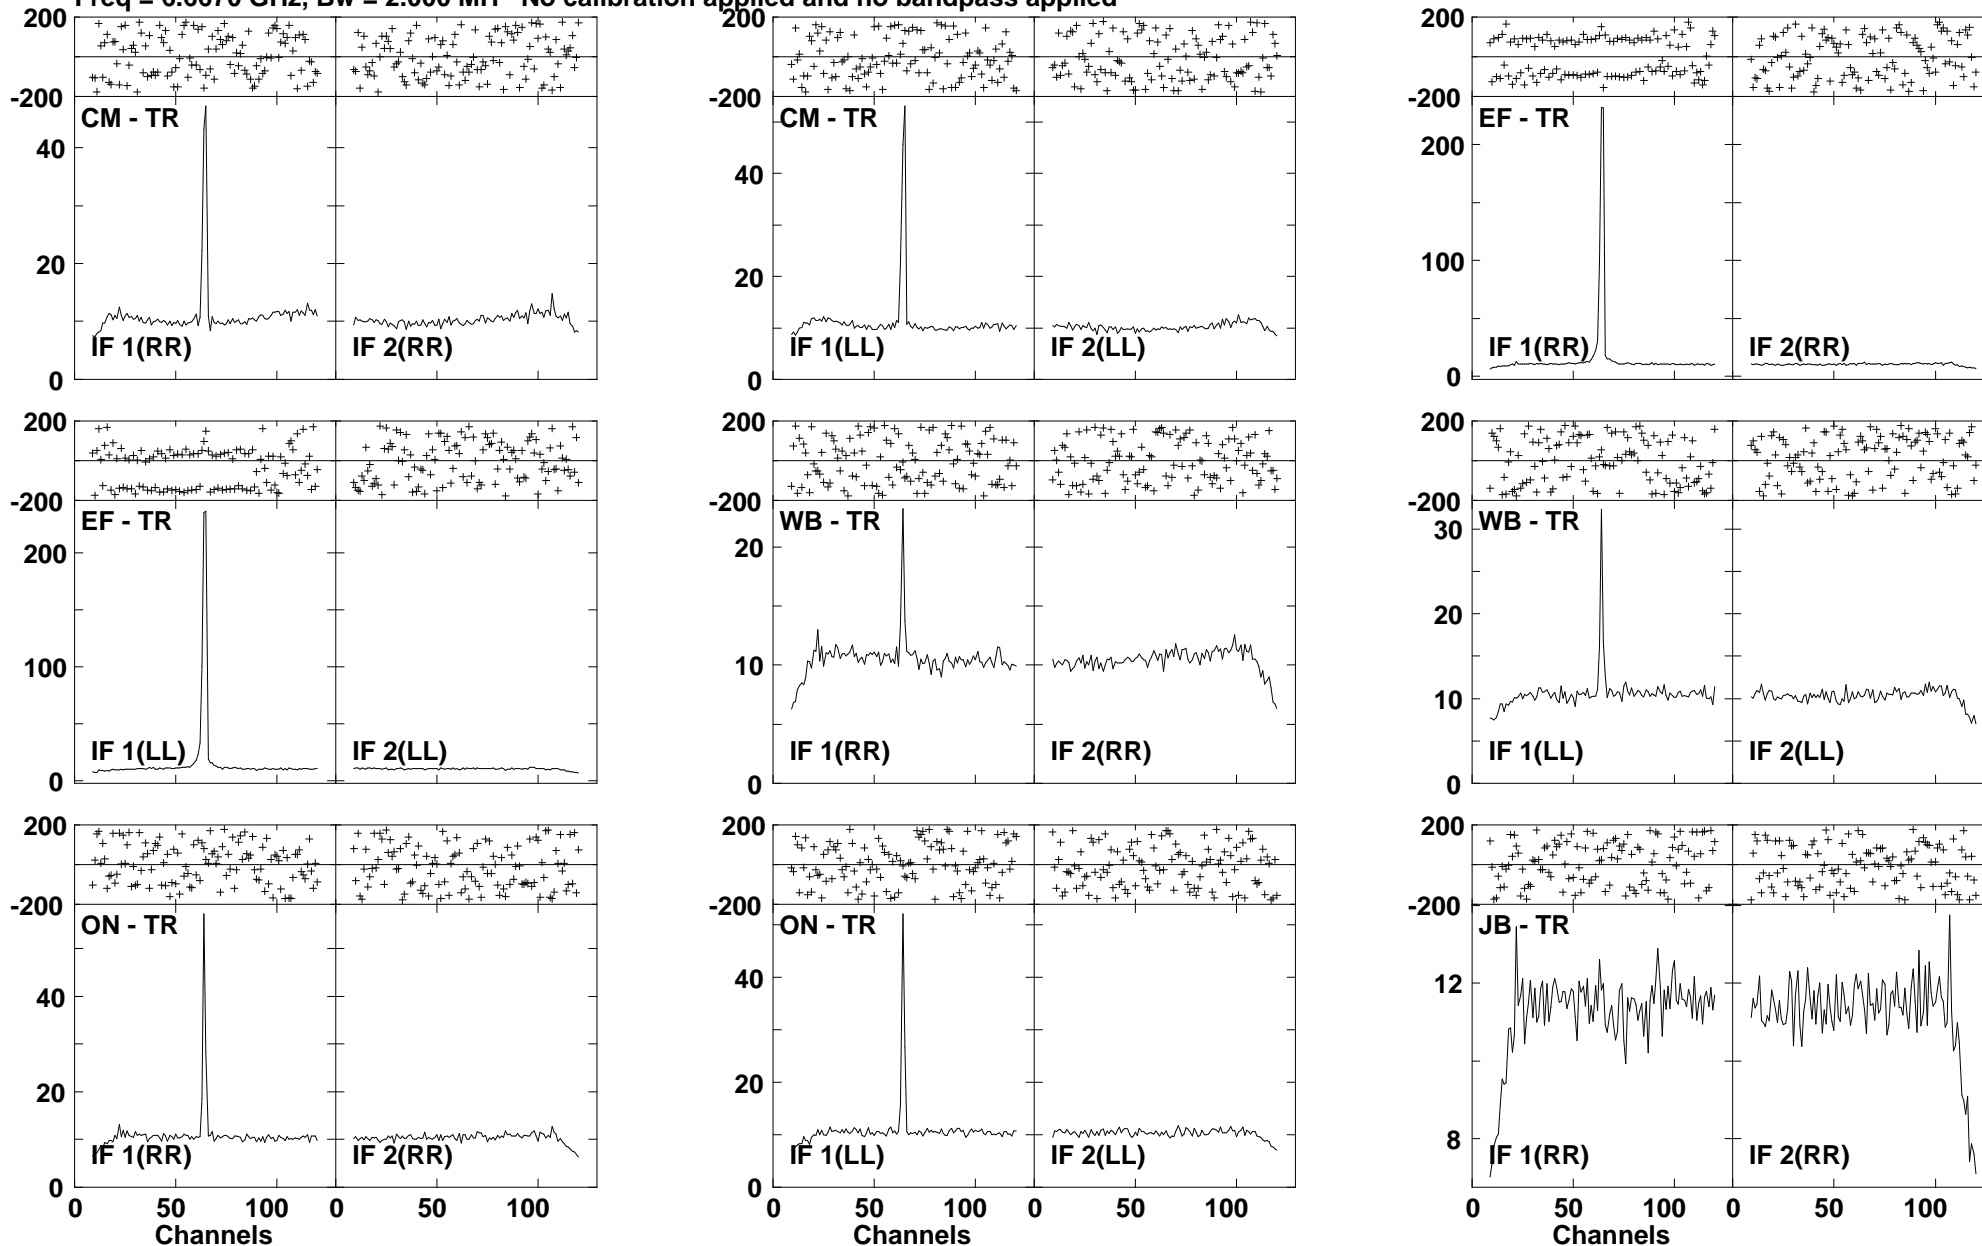 Freq = 6.6670 GHz, Bw = 2.000 MH No calibration applied and no bandpass applied
200 200 200
-200 -200 -200
CM - TR CM - TR EF - TR
40 40 200
20 20 100
IF 1(RR) IF 2(RR) IF 1(LL) IF 2(LL) IF 1(RR) IF 2(RR)
0 0 0
200 200 200
-200 -200 -200
EF - TR WB - TR WB - TR
200 20 30
20
100 10 10
IF 1(LL) IF 2(LL) IF 1(RR) IF 2(RR) IF 1(LL) IF 2(LL)
0 0 0
200 200 200
-200 -200 -200
ON - TR ON - TR JB - TR
40 40 12
20 20 8
IF 1(RR) IF 2(RR) IF 1(LL) IF 2(LL) IF 1(RR) IF 2(RR)
0 0
0 50 100 0 50 100 0 50 100 0 50 100 0 50 100 0 50 100
Channels Channels Channels